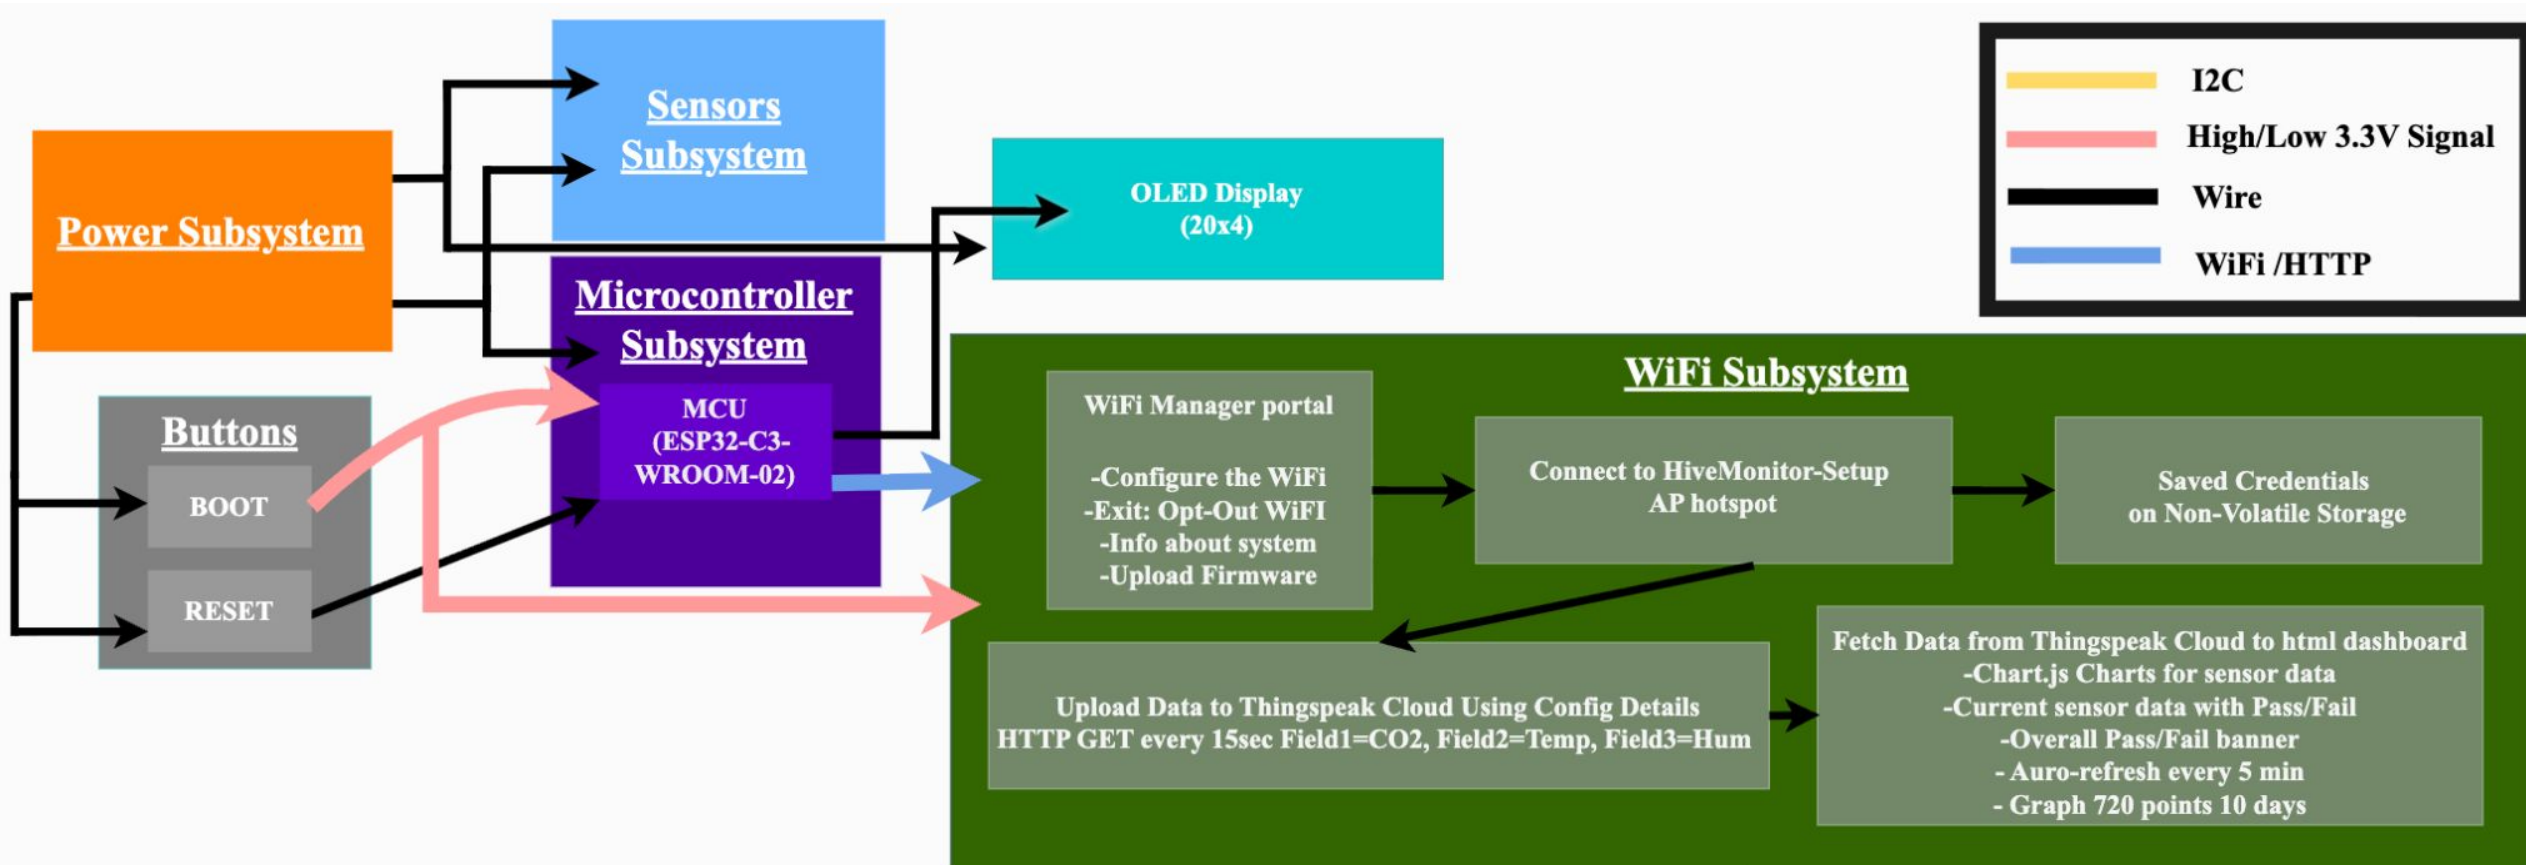 Power Subsystem
Sensors
Subsystem
OLED Display
(20x4)
I2C
High/Low 3.3V Signal
Wire
WiFi /HTTP
Microcontroller
Subsystem
MCU
(ESP32-C3-
WROOM-02)
Buttons
BOOT
RESET
WiFi Subsystem
WiFi Manager portal
-Configure the WiFi
-Exit: Opt-Out WiFI
-Info about system
-Upload Firmware
Connect to HiveMonitor-Setup
AP hotspot
Saved Credentials
on Non-Volatile Storage
Upload Data to Thingspeak Cloud Using Config Details
HTTP GET every 15sec Field1=CO2, Field2=Temp, Field3=Hum
Fetch Data from Thingspeak Cloud to html dashboard
-Chart.js Charts for sensor data
-Current sensor data with Pass/Fail
-Overall Pass/Fail banner
- Auro-refresh every 5 min
- Graph 720 points 10 days